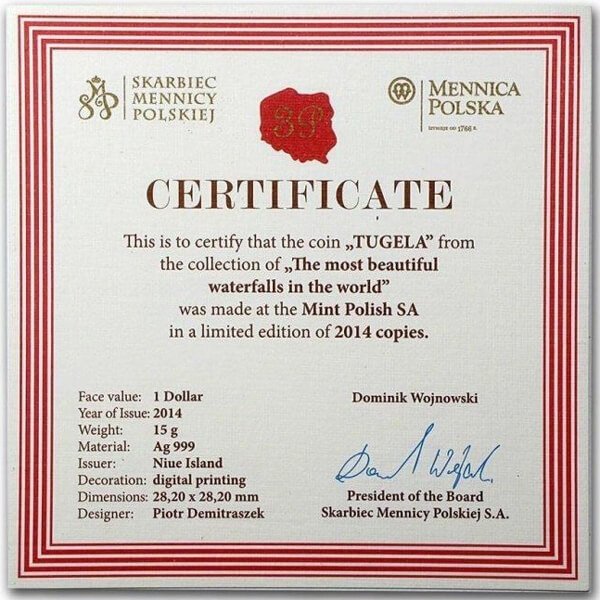 SKARBIEC
MENNICY
POLSKIEJ
MENNICA
POLSKA
ISTNIEJE OD 1766 R.
CERTIFICATE
This is to certify that the coin „TUGELA” from
the collection of „The most beautiful
waterfalls in the world”
was made at the Mint Polish SA
in a limited edition of 2014 copies.
Face value: 1 Dollar
Year of Issue: 2014
Weight: 15 g
Material: Ag 999
Issuer: Niue Island
Decoration: digital printing
Dimensions: 28,20 x 28,20 mm
Designer: Piotr Demitraszek
Dominik Wojnowski
President of the Board
Skarbiec Mennicy Polskiej S.A.